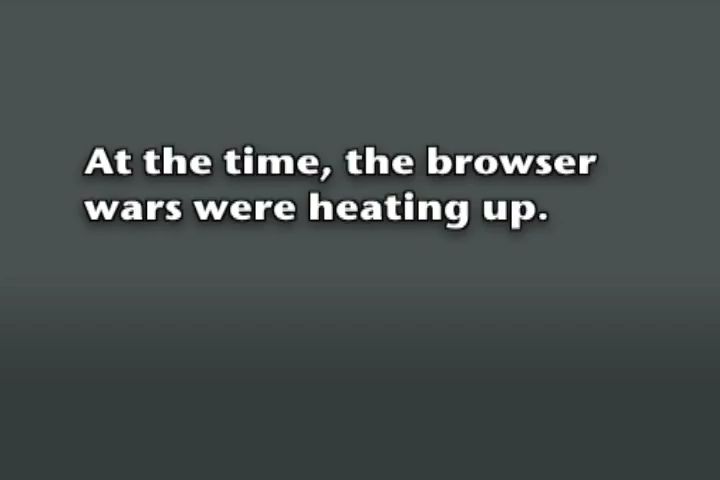 At the time, the browser
wars were heating up.